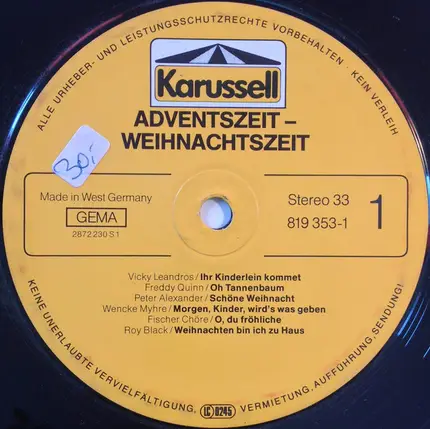 ALLE URHEBER- UND LEISTUNGSSCHUTZRECHTE VORBEHALTEN · KEIN VERLEIH
Karussell
ADVENTSZEIT –
WEIHNACHTSZEIT
30,-
Made in West Germany
GEMA
2872 230 S 1
Stereo 33
819 353-1
1
Vicky Leandros / Ihr Kinderlein kommet
Freddy Quinn / Oh Tannenbaum
Peter Alexander / Schöne Weihnacht
Wencke Myhre / Morgen, Kinder, wird's was geben
Fischer Chöre / O, du fröhliche
Roy Black / Weihnachten bin ich zu Haus
KEINE UNERLAUBTE VERVIELFÄLTIGUNG, LC 0245 VERMIETUNG, AUFFÜHRUNG, SENDUNG!